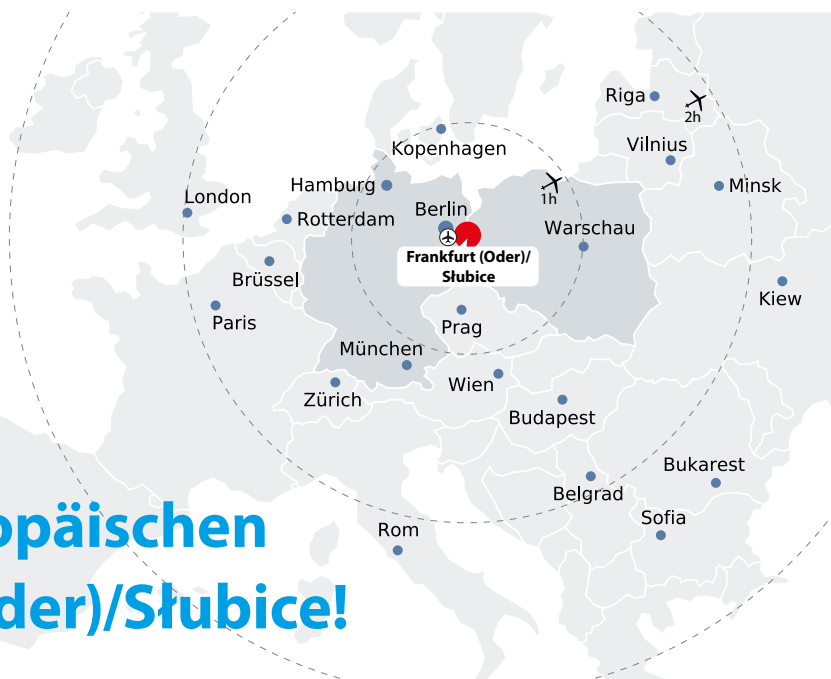 Riga
2h
Kopenhagen
Vilnius
Hamburg
1h
Minsk
London
Berlin
Rotterdam
Warschau
Frankfurt (Oder)/
Słubice
Brüssel
Kiew
Paris
Prag
München
Wien
Zürich
Budapest
Bukarest
Belgrad
Sofia
opäischen
Rom
der)/Słubice!